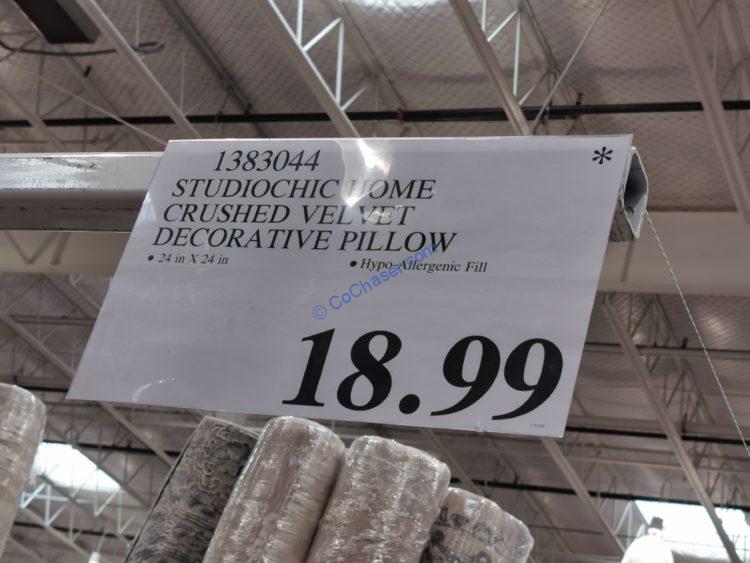 1383044
*
STUDIOCHIC HOME
CRUSHED VELVET
DECORATIVE PILLOW
• 24 in X 24 in • Hypo-Allergenic Fill
© CoChaser.com
18.99